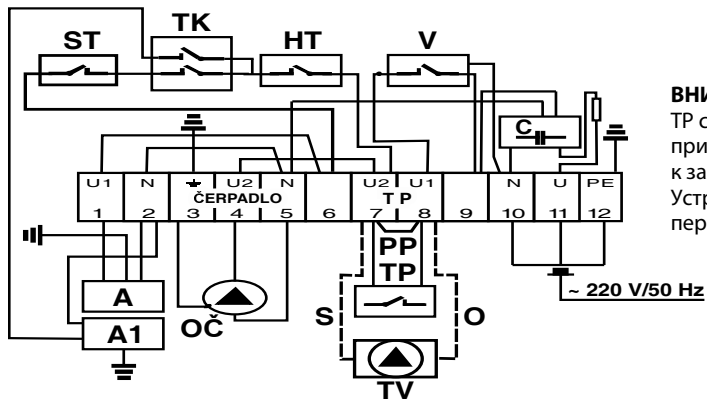 ST TK HT V
C
U1 N U2 N U2 U1 N U PE
ČERPADLO T P
1 2 3 4 5 6 7 8 9 10 11 12
PP
TP
A
A1
OČ
S
O
TV
~ 220 V/50 Hz
ВНИ
ТР с
при
к за
Устр
пер